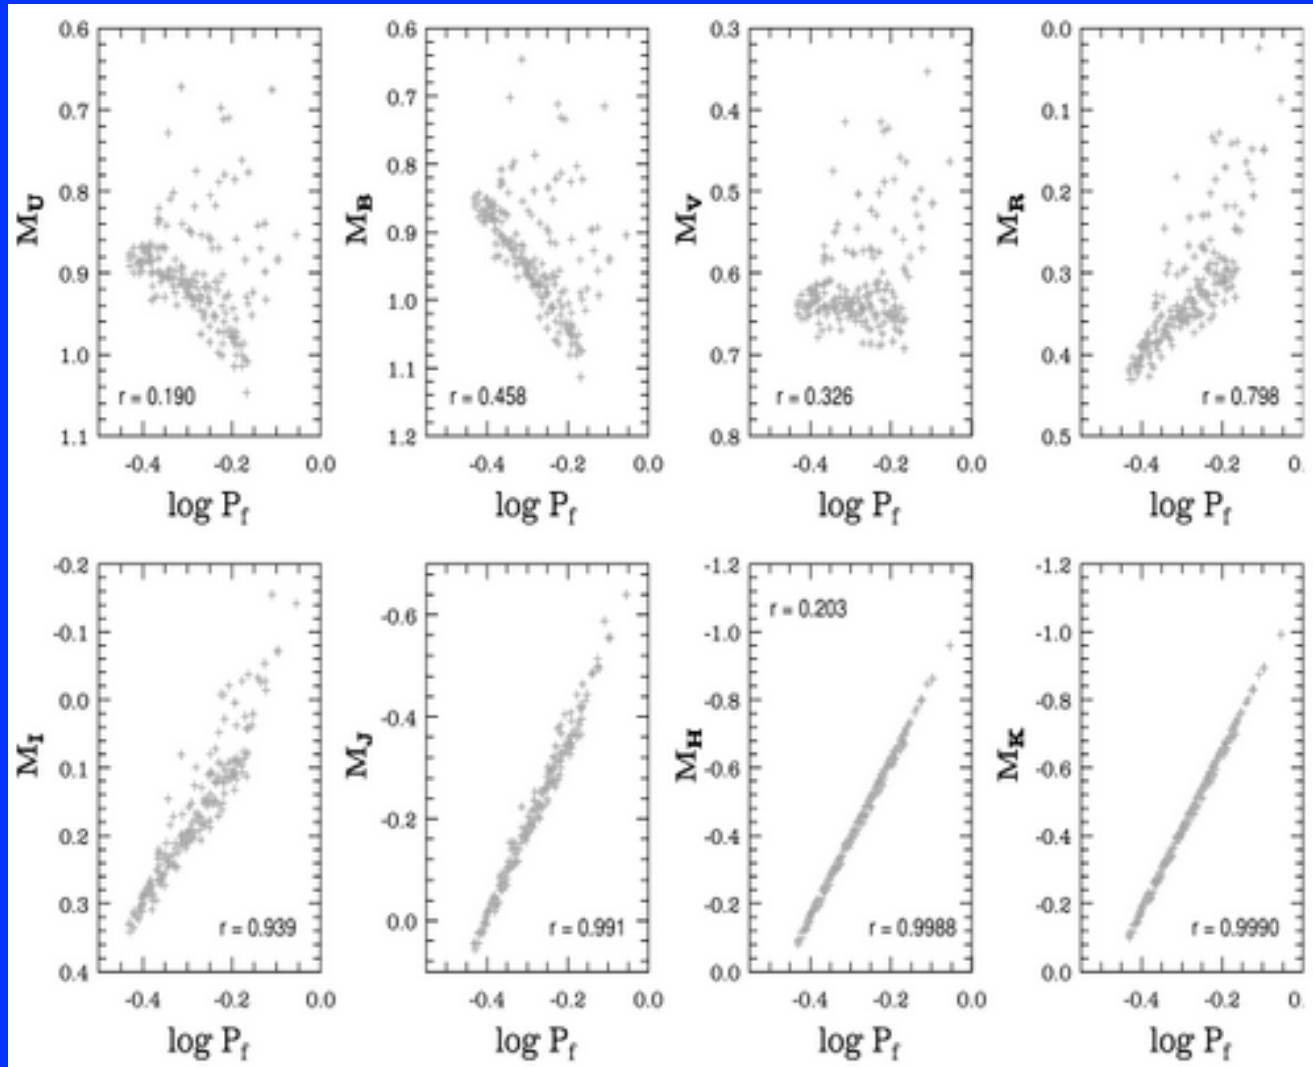 0.6
0.7
0.8
0.9
1.0
1.1
M_U
r = 0.190
-0.4 -0.2 0.0
log P_f
0.6
0.7
0.8
0.9
1.0
1.1
1.2
M_B
r = 0.458
-0.4 -0.2 0.0
log P_f
0.3
0.4
0.5
0.6
0.7
0.8
M_V
r = 0.326
-0.4 -0.2 0.0
log P_f
0.0
0.1
0.2
0.3
0.4
0.5
M_R
r = 0.798
-0.4 -0.2 0.
log P_f
-0.2
-0.1
0.0
0.1
0.2
0.3
0.4
M_I
r = 0.939
-0.4 -0.2 0.0
log P_f
-0.6
-0.4
-0.2
0.0
M_J
r = 0.991
-0.4 -0.2 0.0
log P_f
-1.2
-1.0
-0.8
-0.6
-0.4
-0.2
0.0
M_H
r = 0.203
r = 0.9988
-0.4 -0.2 0.0
log P_f
-1.2
-1.0
-0.8
-0.6
-0.4
-0.2
0.0
M_K
r = 0.9990
-0.4 -0.2 0.
log P_f